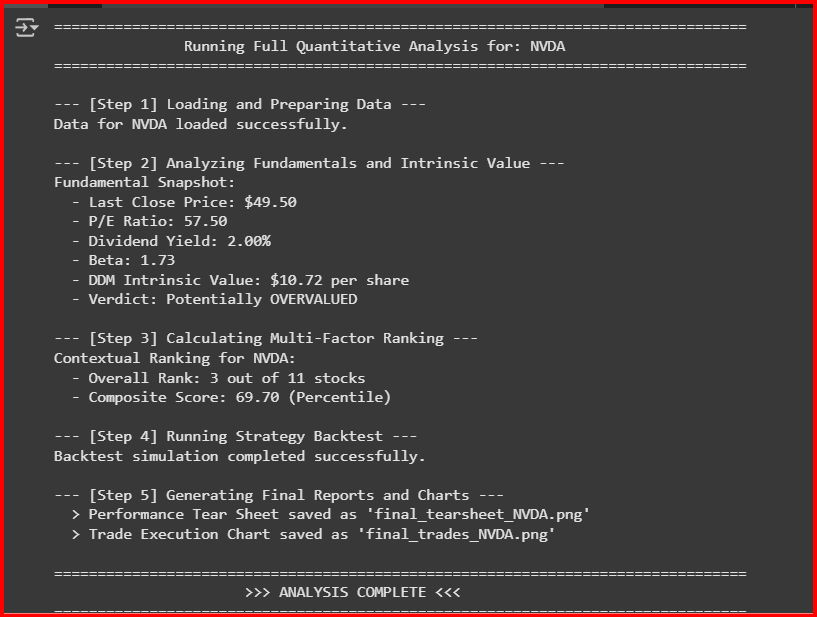 ================================================================================
Running Full Quantitative Analysis for: NVDA
================================================================================
--- [Step 1] Loading and Preparing Data ---
Data for NVDA loaded successfully.
--- [Step 2] Analyzing Fundamentals and Intrinsic Value ---
Fundamental Snapshot:
- Last Close Price: $49.50
- P/E Ratio: 57.50
- Dividend Yield: 2.00%
- Beta: 1.73
- DDM Intrinsic Value: $10.72 per share
- Verdict: Potentially OVERVALUED
--- [Step 3] Calculating Multi-Factor Ranking ---
Contextual Ranking for NVDA:
- Overall Rank: 3 out of 11 stocks
- Composite Score: 69.70 (Percentile)
--- [Step 4] Running Strategy Backtest ---
Backtest simulation completed successfully.
--- [Step 5] Generating Final Reports and Charts ---
> Performance Tear Sheet saved as 'final_tearsheet_NVDA.png'
> Trade Execution Chart saved as 'final_trades_NVDA.png'
================================================================================
>>> ANALYSIS COMPLETE <<<
================================================================================